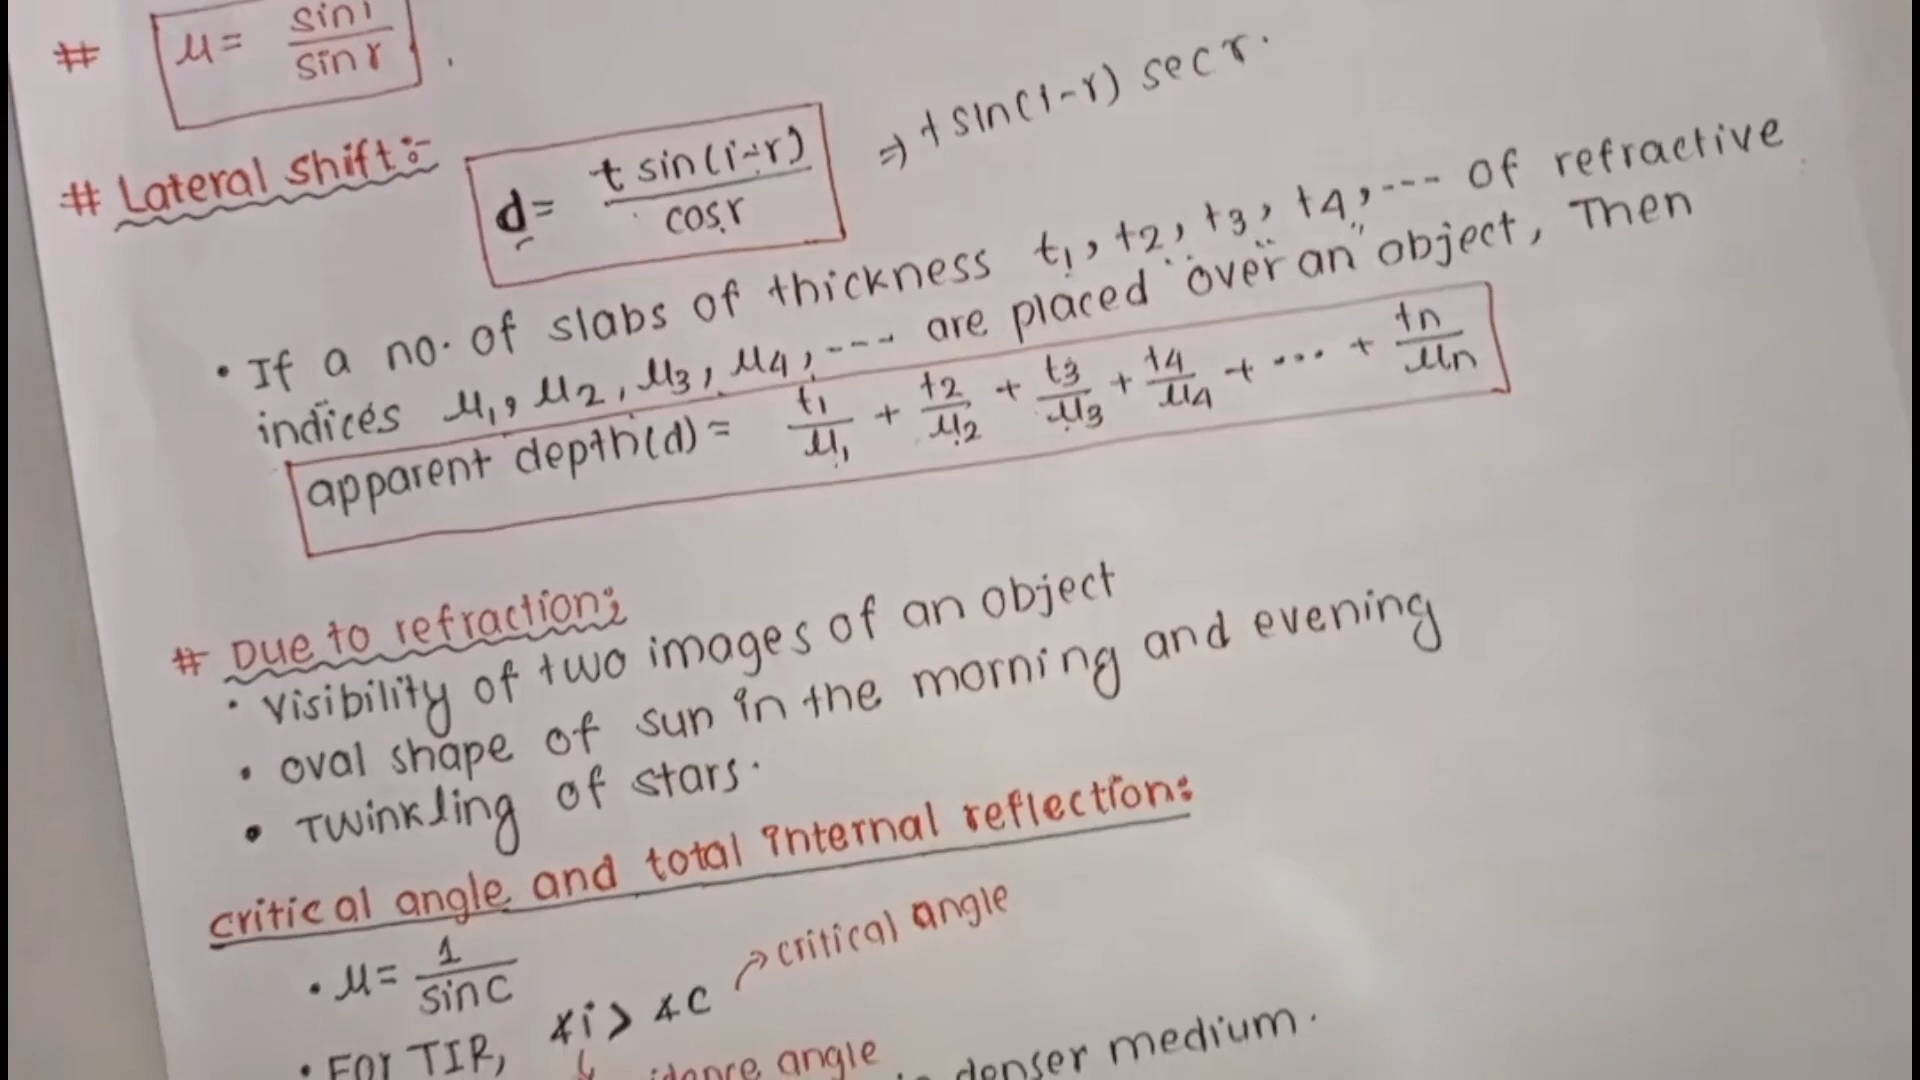 # μ = sin i / sin r .
# Lateral shift:- d = t sin(i-r) / cos r ⇒ t sin(i-r) sec r.
• If a no. of slabs of thickness t₁, t₂, t₃, t₄, --- of refractive
indices μ₁, μ₂, μ₃, μ₄, --- are placed "over an" object, Then
apparent depth(d) = t₁/μ₁ + t₂/μ₂ + t₃/μ₃ + t₄/μ₄ + ... + tn/μn
# Due to refraction;
• Visibility of two images of an object
• oval shape of sun in the morning and evening
• Twinkling of stars.
critical angle and total internal reflection:
• μ = 1 / sin c
• For TIR, ∡i > ∡c → critical angle
angle
denser medium.